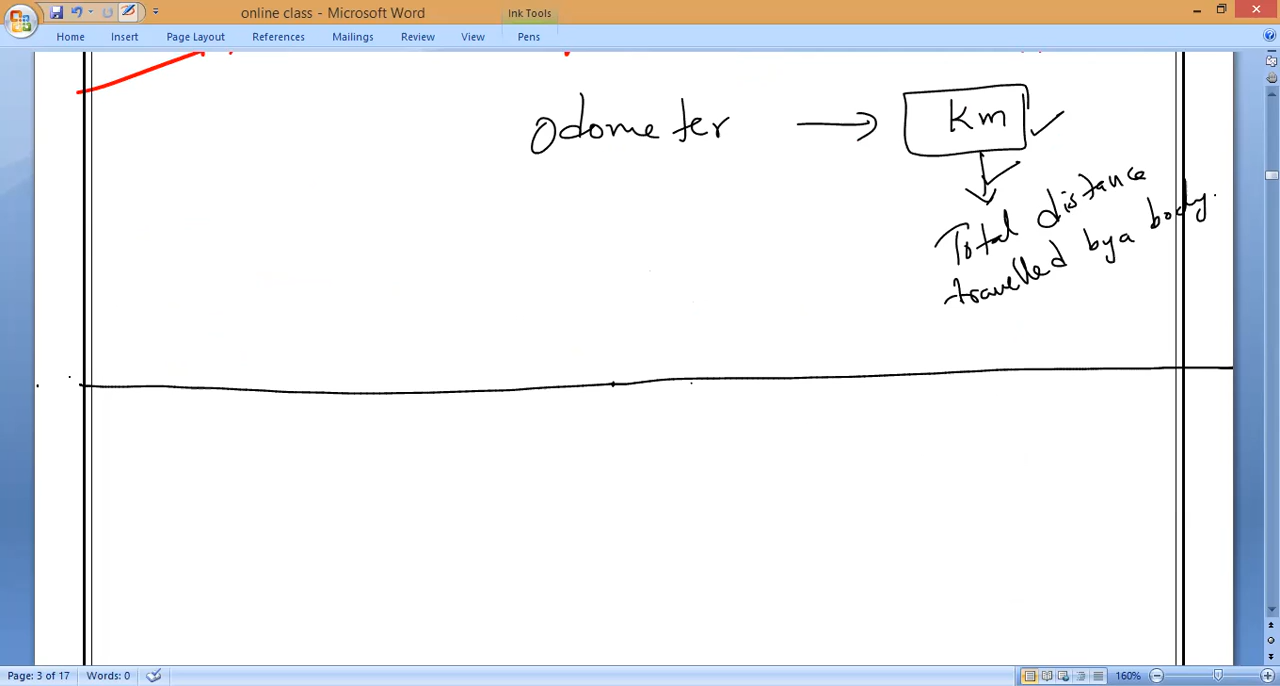 online class - Microsoft Word
Ink Tools
Home Insert Page Layout References Mailings Review View Pens
odometer → Km
Total distance
travelled by a body.
Page: 3 of 17 Words: 0 160%